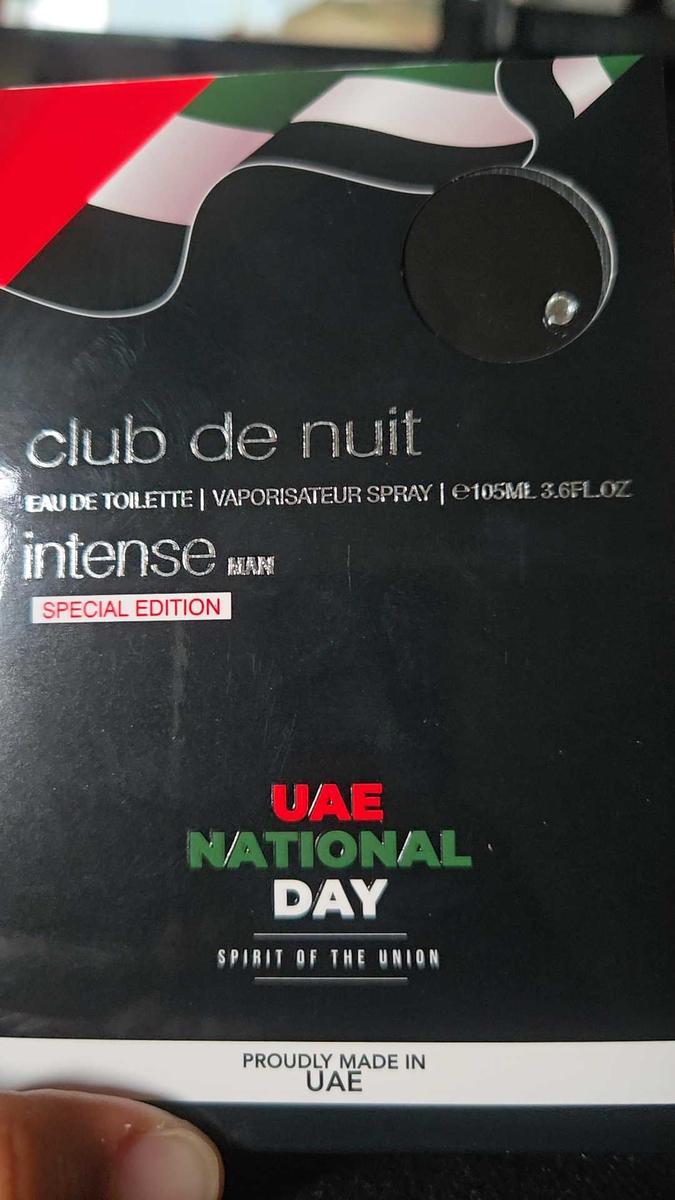 club de nuit
EAU DE TOILETTE | VAPORISATEUR SPRAY | ℮105ML 3.6FL.OZ
intense MAN
SPECIAL EDITION
UAE
NATIONAL
DAY
SPIRIT OF THE UNION
PROUDLY MADE IN
UAE